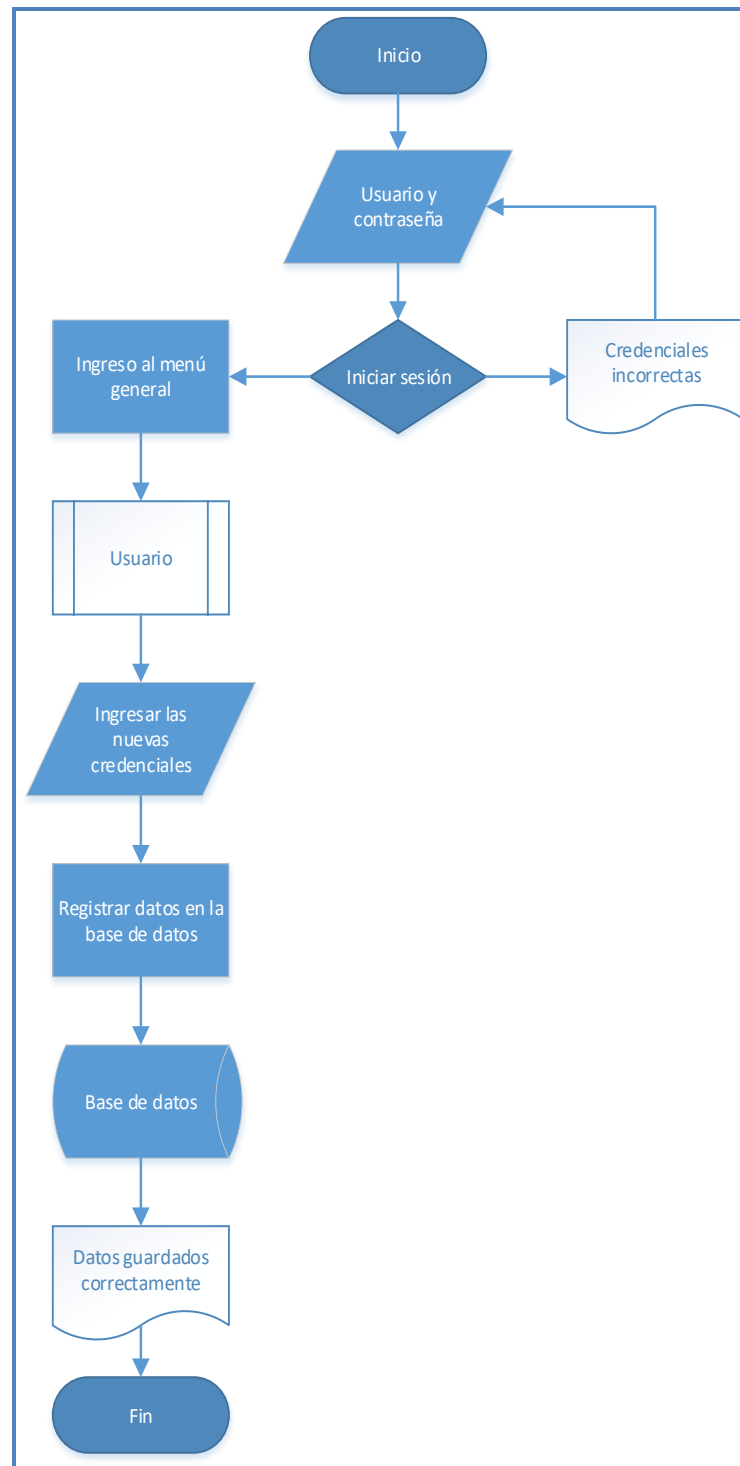 Inicio
Usuario y
contraseña
Ingreso al menú
general
Iniciar sesión
Credenciales
incorrectas
Usuario
Ingresar las
nuevas
credenciales
Registrar datos en la
base de datos
Base de datos
Datos guardados
correctamente
Fin